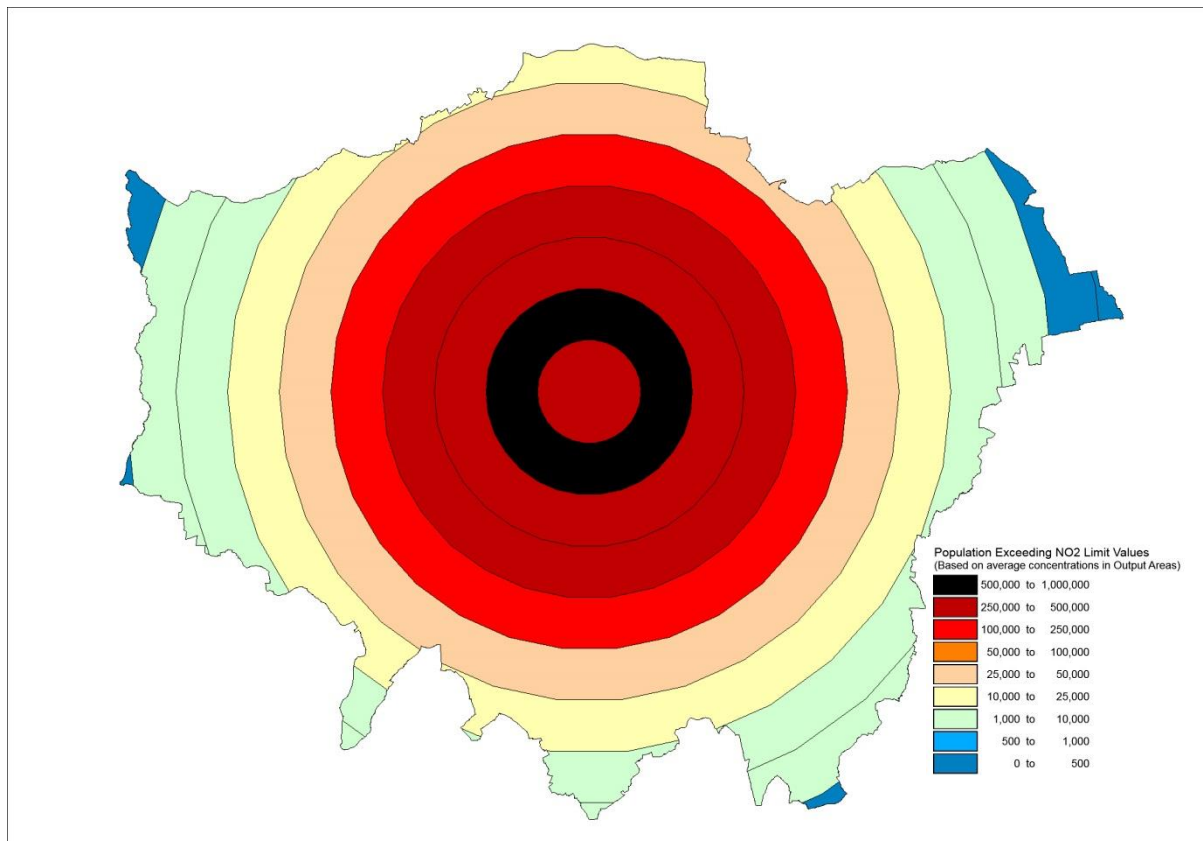 Population Exceeding NO2 Limit Values
(Based on average concentrations in Output Areas)
500,000 to 1,000,000
250,000 to 500,000
100,000 to 250,000
50,000 to 100,000
25,000 to 50,000
10,000 to 25,000
1,000 to 10,000
500 to 1,000
0 to 500